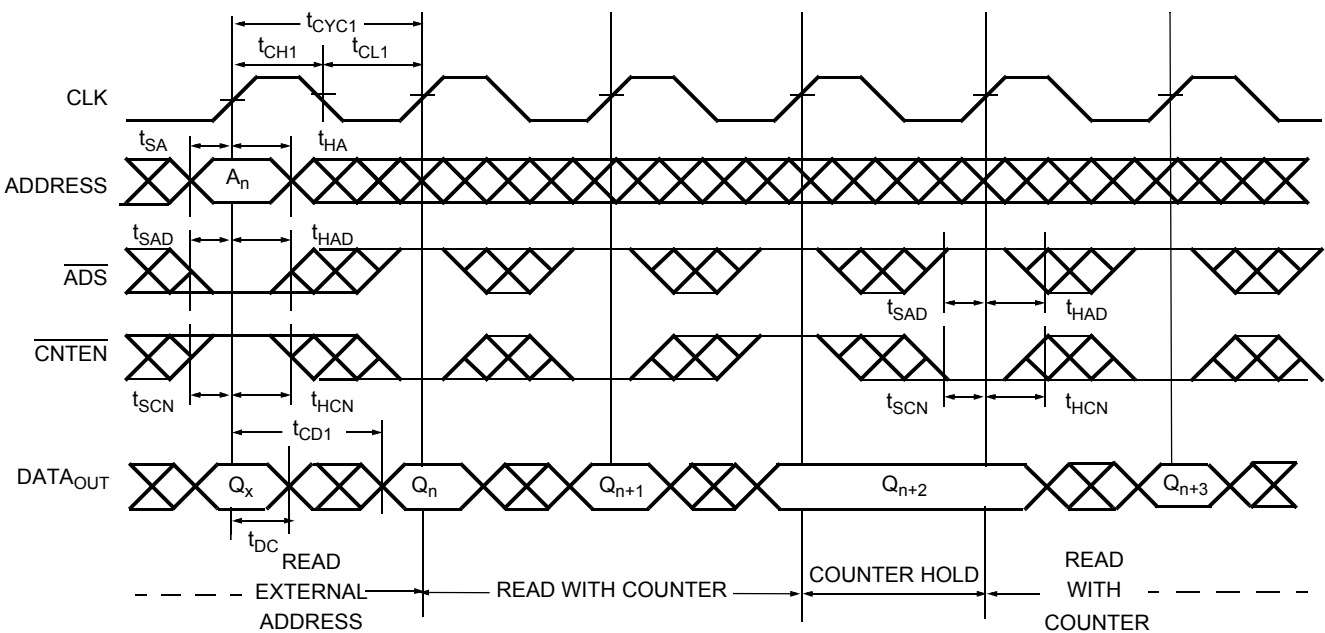 tCYC1
tCH1 tCL1
CLK
tSA tHA
ADDRESS An
tSAD tHAD
ADS
tSAD tHAD
CNTEN
tSCN tHCN tSCN tHCN
tCD1
DATAOUT Qx Qn Qn+1 Qn+2 Qn+3
tDC
READ
EXTERNAL
ADDRESS
READ WITH COUNTER
COUNTER HOLD
READ
WITH
COUNTER